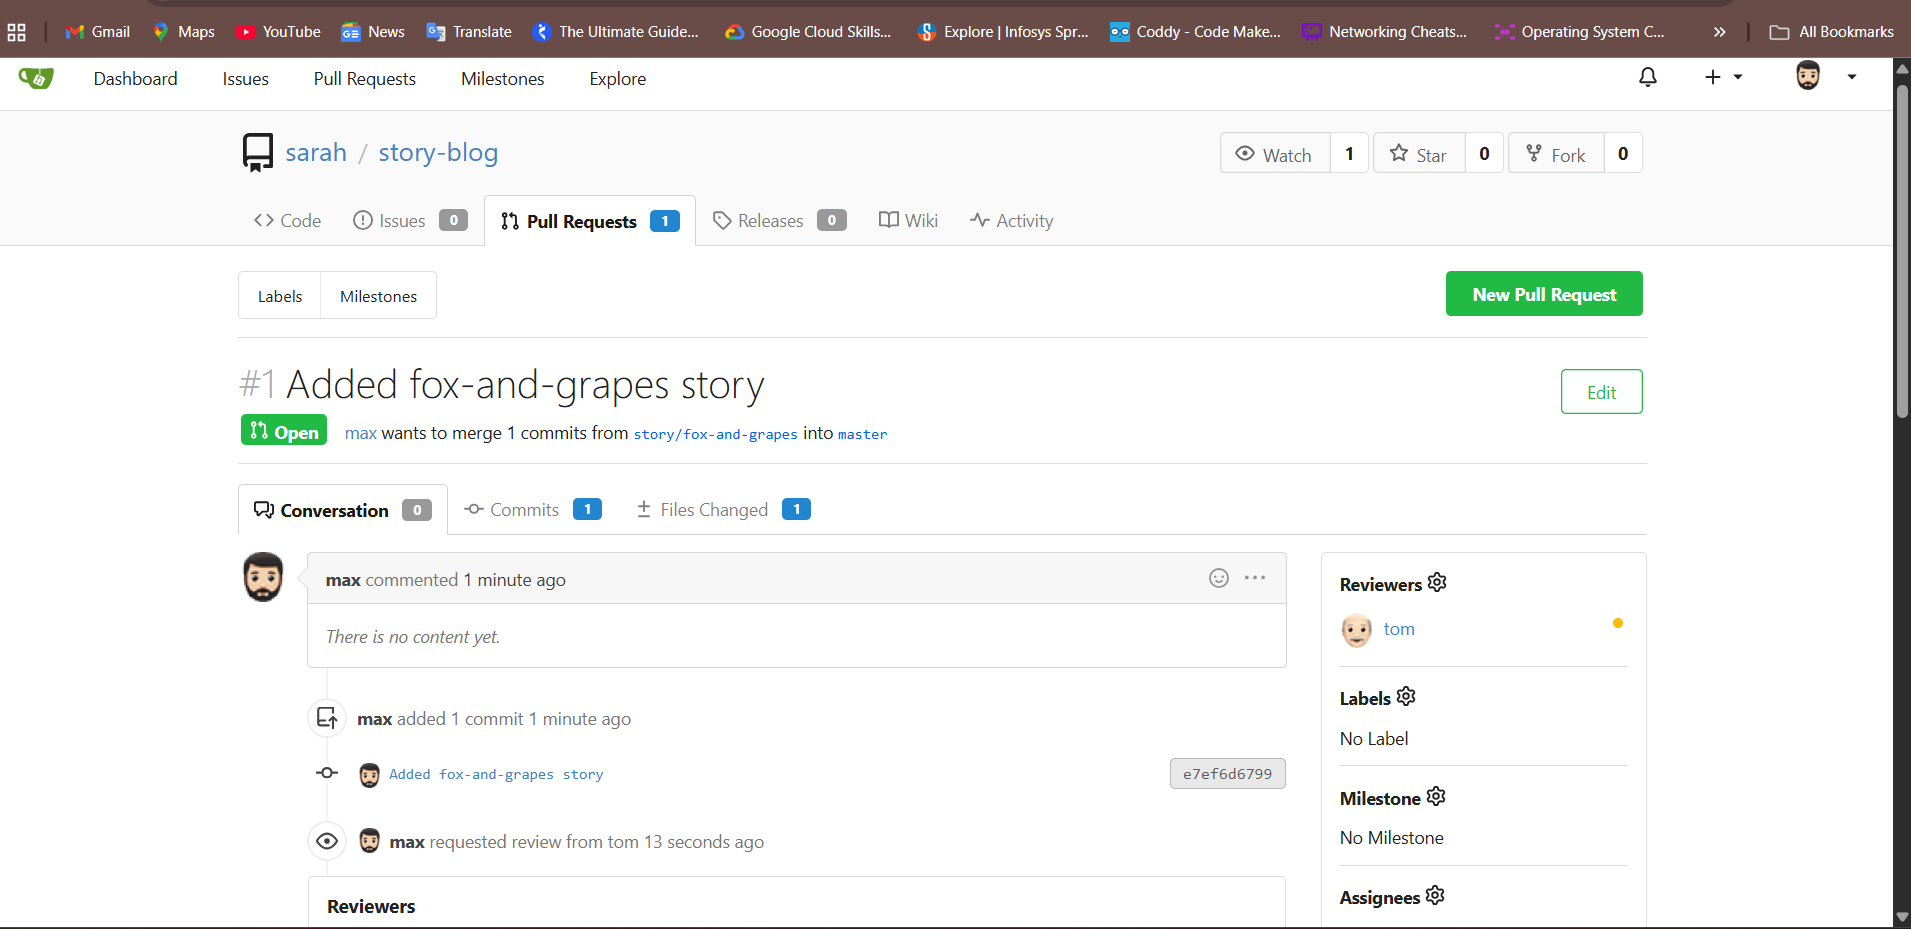 Gmail Maps YouTube News Translate The Ultimate Guide... Google Cloud Skills... Explore | Infosys Spr... Coddy - Code Make... Networking Cheats... Operating System C... » All Bookmarks
Dashboard Issues Pull Requests Milestones Explore
sarah / story-blog Watch 1 Star 0 Fork 0
Code Issues 0 Pull Requests 1 Releases 0 Wiki Activity
Labels Milestones New Pull Request
#1 Added fox-and-grapes story Edit
Open max wants to merge 1 commits from story/fox-and-grapes into master
Conversation 0 Commits 1 Files Changed 1
max commented 1 minute ago
There is no content yet.
max added 1 commit 1 minute ago
Added fox-and-grapes story e7ef6d6799
max requested review from tom 13 seconds ago
Reviewers
Reviewers
tom
Labels
No Label
Milestone
No Milestone
Assignees